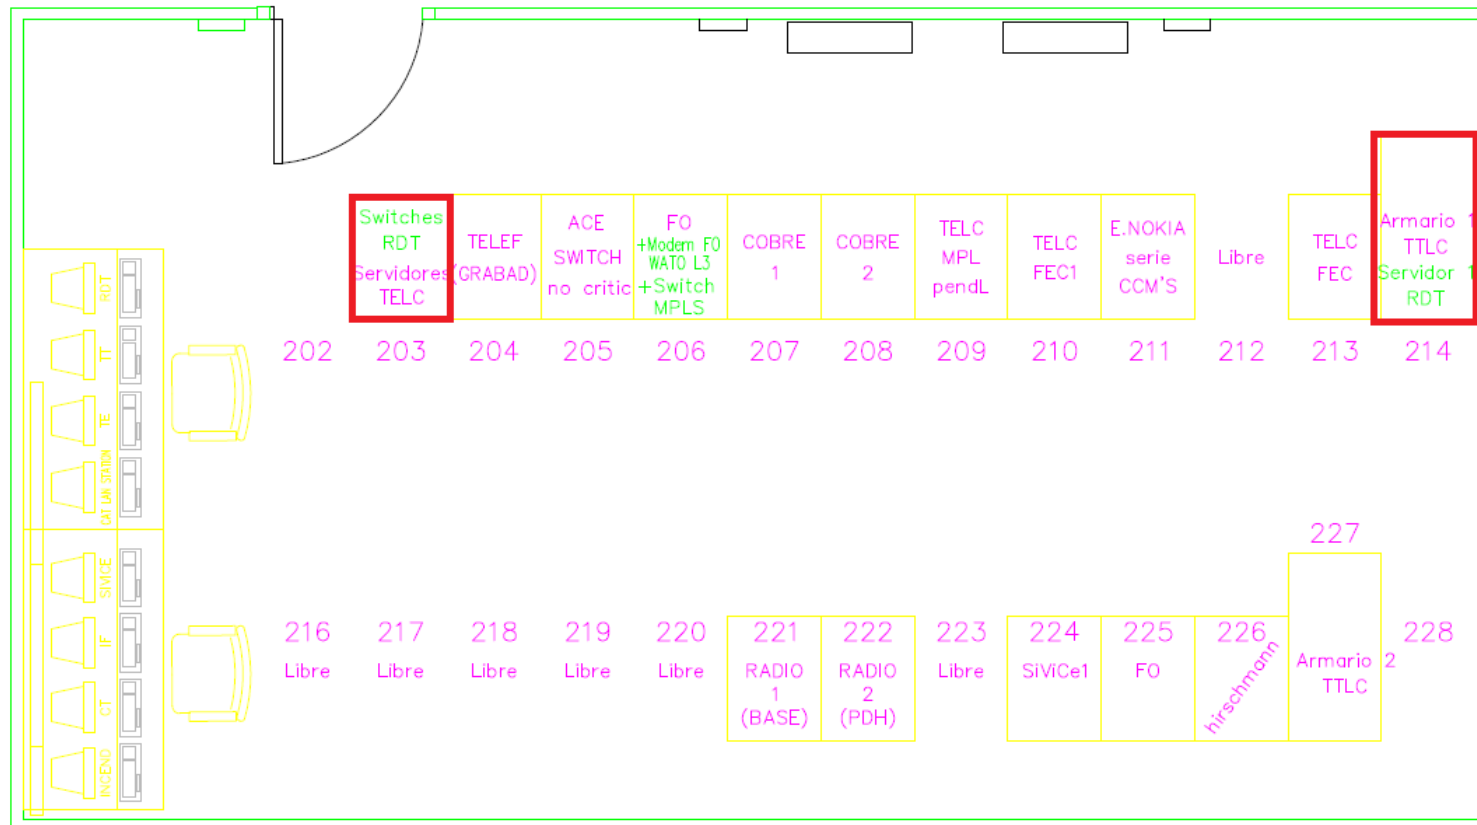 Switches
RDT
Servidores
TELC
TELEF
(GRABAD)
ACE
SWITCH
no critic
FO
+Modem FO
WATO L3
+Switch
MPLS
COBRE
1
COBRE
2
TELC
MPL
pendL
TELC
FEC1
E.NOKIA
serie
CCM'S
Libre
TELC
FEC
Armario 1
TTLC
Servidor 1
RDT
202 203 204 205 206 207 208 209 210 211 212 213 214
RDT
TT
TE
CAT LAN STATION
SIVICE
IF
CT
INCEND
227
216 217 218 219 220 221 222 223 224 225 226 228
Libre
Libre
Libre
Libre
Libre
RADIO
1
(BASE)
RADIO
2
(PDH)
Libre
SiViCe1
FO
hirschmann
Armario 2
TTLC